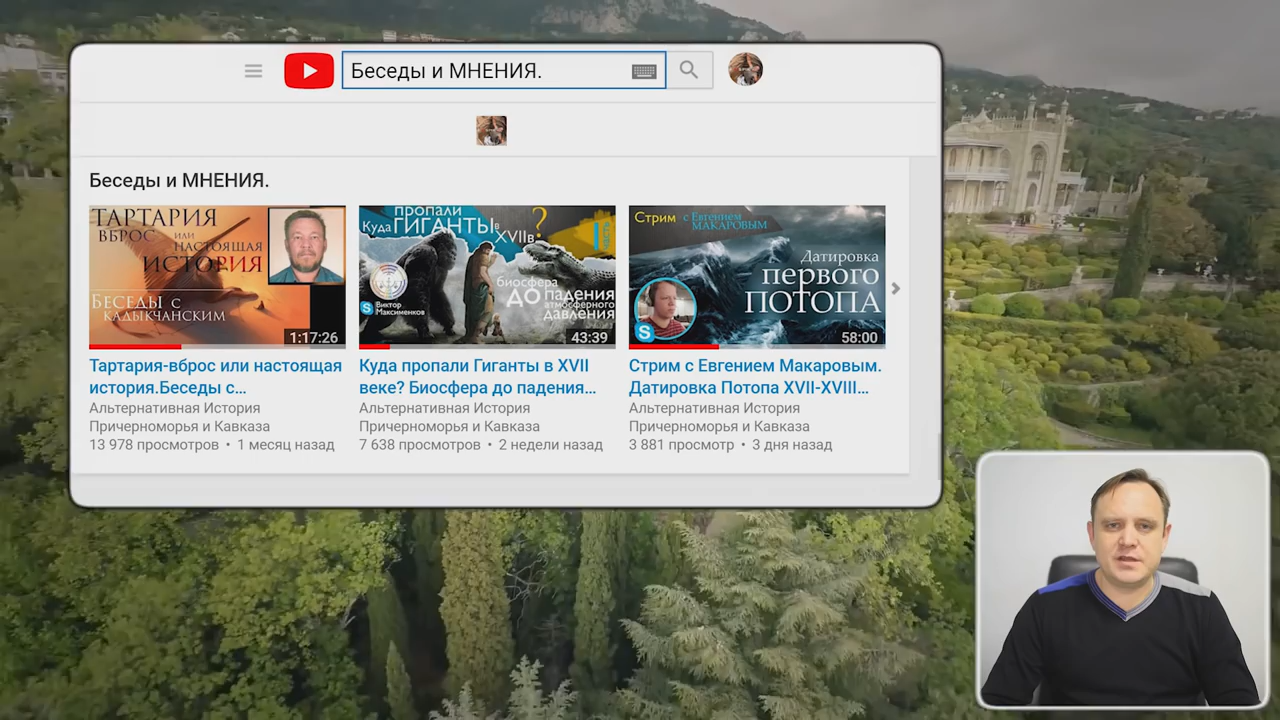 Беседы и МНЕНИЯ.
Беседы и МНЕНИЯ.
ТАРТАРИЯ
ВБРОС ИЛИ
НАСТОЯЩАЯ
ИСТОРИЯ
БЕСЕДЫ С
КАДЫКЧАНСКИМ
1:17:26
Куда пропали
ГИГАНТЫ в
XVIIв ?
II часть
Виктор
Максименков
биосфера
ДО падения
атмосферного
давления
43:39
Стрим с Евгением
МАКАРОВЫМ
Датировка
первого
ПОТОПА
58:00
Тартария-вброс или настоящая
история.Беседы с...
Альтернативная История
Причерноморья и Кавказа
13 978 просмотров • 1 месяц назад
Куда пропали Гиганты в XVII
веке? Биосфера до падения...
Альтернативная История
Причерноморья и Кавказа
7 638 просмотров • 2 недели назад
Стрим с Евгением Макаровым.
Датировка Потопа XVII-XVIII...
Альтернативная История
Причерноморья и Кавказа
3 881 просмотр • 3 дня назад